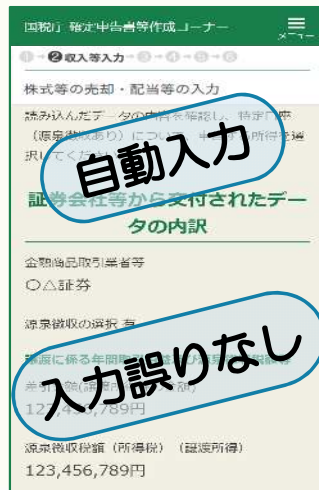 国税庁 確定申告書等作成コーナー
メニュー
① ❷収入等入力 ③ ④ ⑤ ⑥
株式等の売却・配当等の入力
読み込んだデータの内容を確認し、特定口座
（源泉徴収あり）について、
択してください
自動入力
証券会社等から交付されたデー
タの内訳
金融商品取引業者等
〇△証券
源泉徴収の選択 有
入力誤りなし
123,456,789円
源泉徴収税額（所得税）（譲渡所得）
123,456,789円